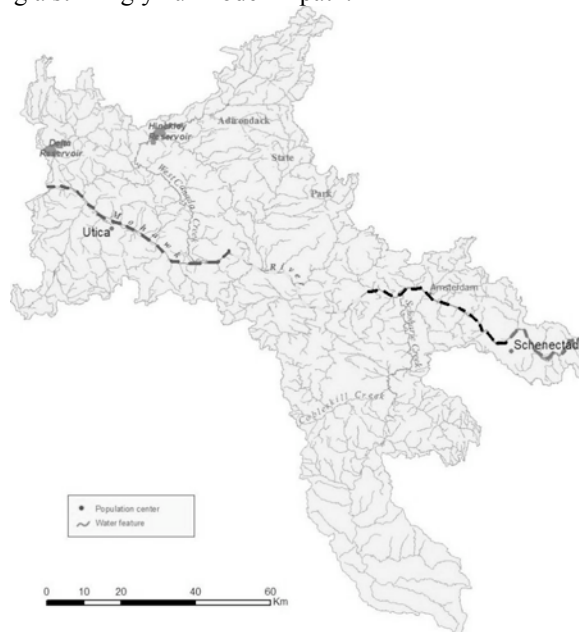 Hinckley
Reservoir
Adirondack
Delta
Reservoir
State
West Canada Creek
Park
Mohawk
Utica
River
Amsterdam
Schoharie Creek
Schenectad
Cobleskill Creek
Population center
Water feature
0 10 20 40 60
Km